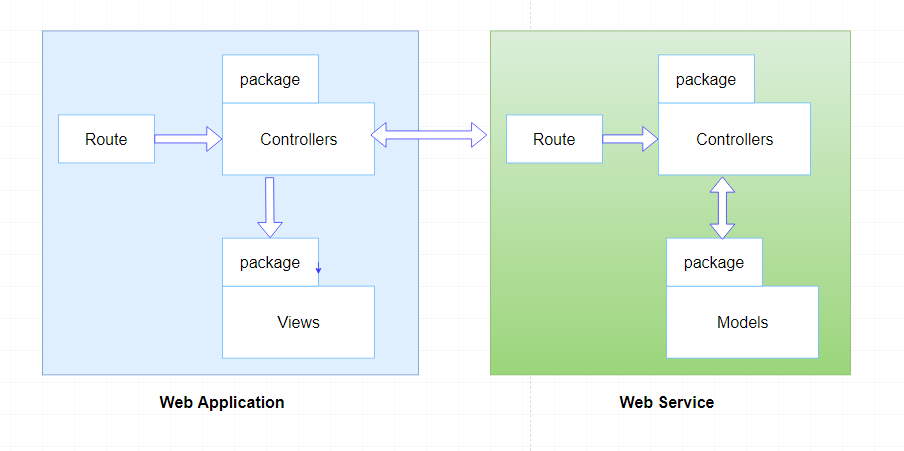 package
package
Route
Controllers
Route
Controllers
package
package
Views
Models
Web Application
Web Service